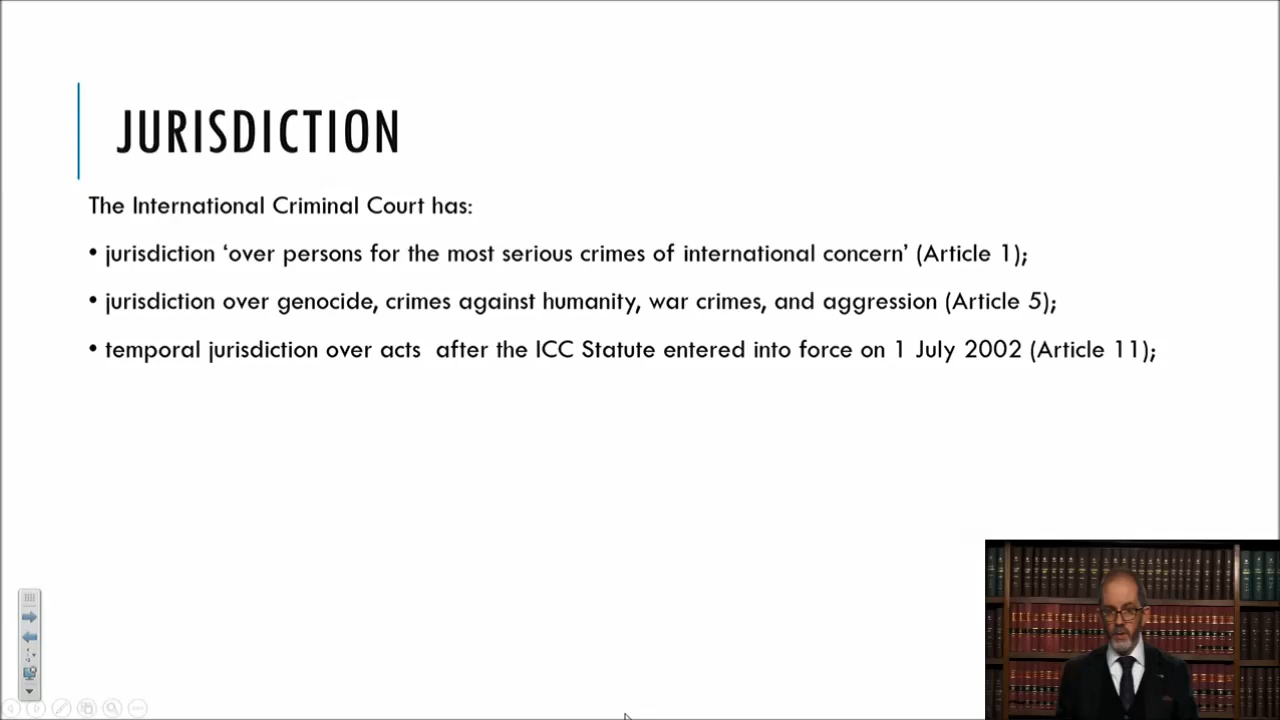 JURISDICTION
The International Criminal Court has:
• jurisdiction ‘over persons for the most serious crimes of international concern’ (Article 1);
• jurisdiction over genocide, crimes against humanity, war crimes, and aggression (Article 5);
• temporal jurisdiction over acts  after the ICC Statute entered into force on 1 July 2002 (Article 11);